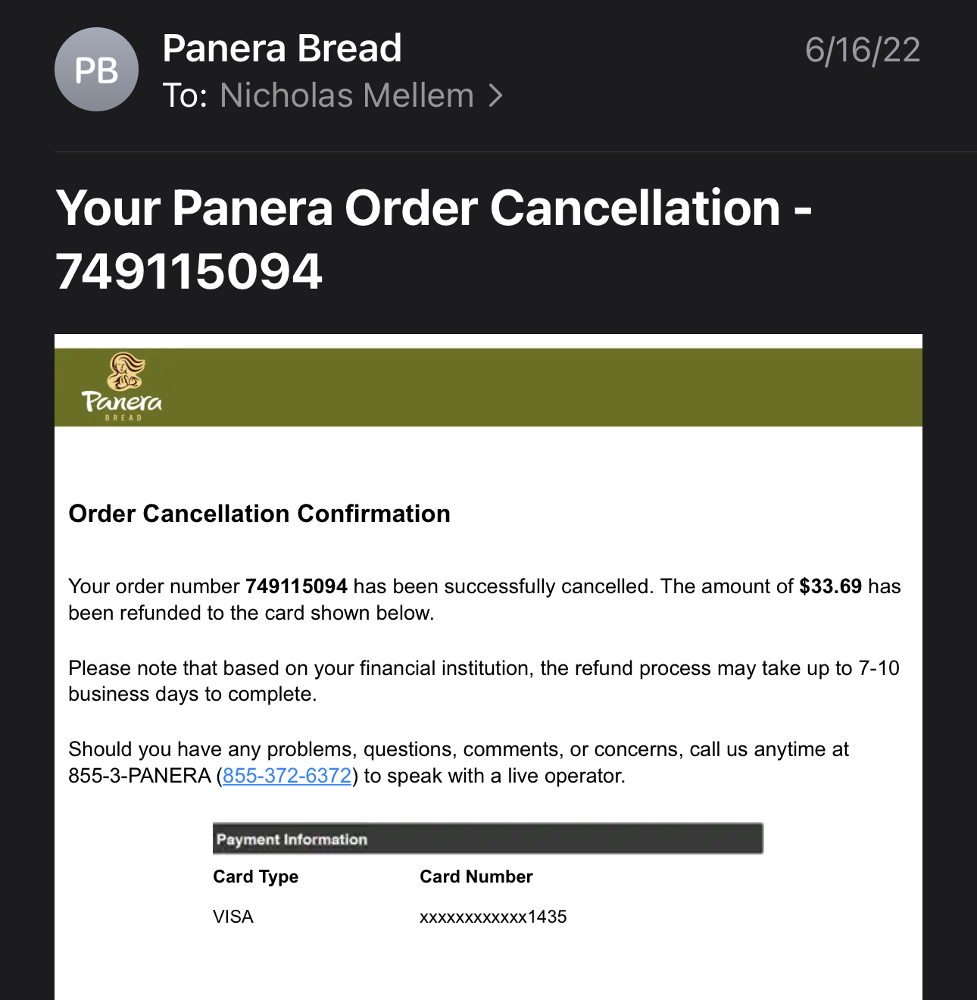 PB
Panera Bread
6/16/22
To: Nicholas Mellem >
Your Panera Order Cancellation -
749115094
Panera
BREAD
Order Cancellation Confirmation
Your order number 749115094 has been successfully cancelled. The amount of $33.69 has
been refunded to the card shown below.
Please note that based on your financial institution, the refund process may take up to 7-10
business days to complete.
Should you have any problems, questions, comments, or concerns, call us anytime at
855-3-PANERA (855-372-6372) to speak with a live operator.
Payment Information
Card Type Card Number
VISA xxxxxxxxxxxx1435